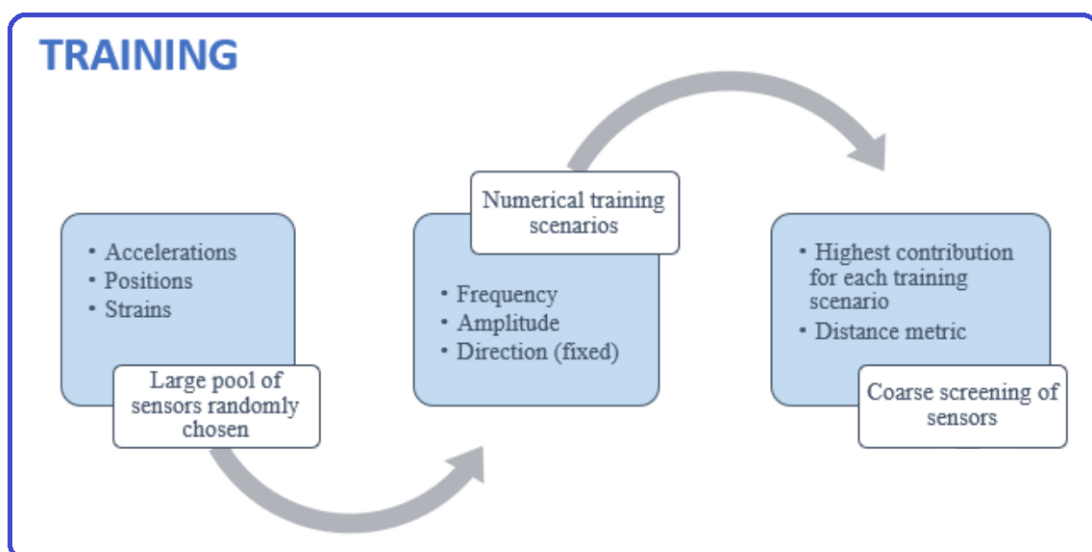 TRAINING
• Accelerations
• Positions
• Strains
Large pool of
sensors randomly
chosen
Numerical training
scenarios
• Frequency
• Amplitude
• Direction (fixed)
• Highest contribution
for each training
scenario
• Distance metric
Coarse screening of
sensors